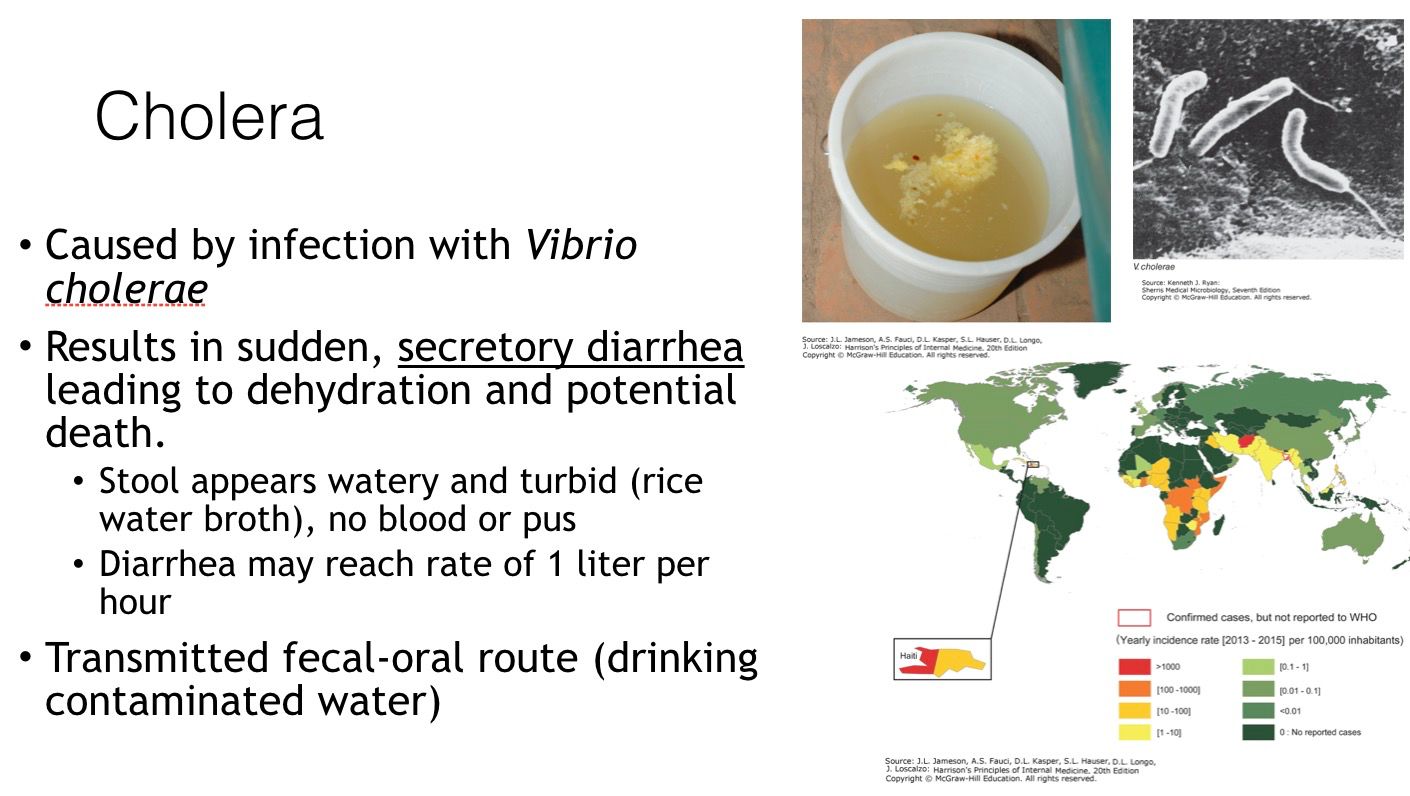 Cholera
• Caused by infection with Vibrio
cholerae
• Results in sudden, secretory diarrhea
leading to dehydration and potential
death.
• Stool appears watery and turbid (rice
water broth), no blood or pus
• Diarrhea may reach rate of 1 liter per
hour
• Transmitted fecal-oral route (drinking
contaminated water)
Source: J.L. Jameson, A.S. Fauci, D.L. Kasper, S.L. Hauser, D.L. Longo,
J. Loscalzo: Harrison's Principles of Internal Medicine, 20th Edition
Copyright © McGraw-Hill Education. All rights reserved.
V. cholerae
Source: Kenneth J. Ryan:
Sherris Medical Microbiology, Seventh Edition
Copyright © McGraw-Hill Education. All rights reserved.
Haiti
Confirmed cases, but not reported to WHO
(Yearly incidence rate [2013 - 2015] per 100,000 inhabitants)
>1000
[100 -1000]
[10 -100]
[1 -10]
[0.1 - 1]
[0.01 - 0.1]
<0.01
0 : No reported cases
Source: J.L. Jameson, A.S. Fauci, D.L. Kasper, S.L. Hauser, D.L. Longo,
J. Loscalzo: Harrison's Principles of Internal Medicine, 20th Edition
Copyright © McGraw-Hill Education. All rights reserved.